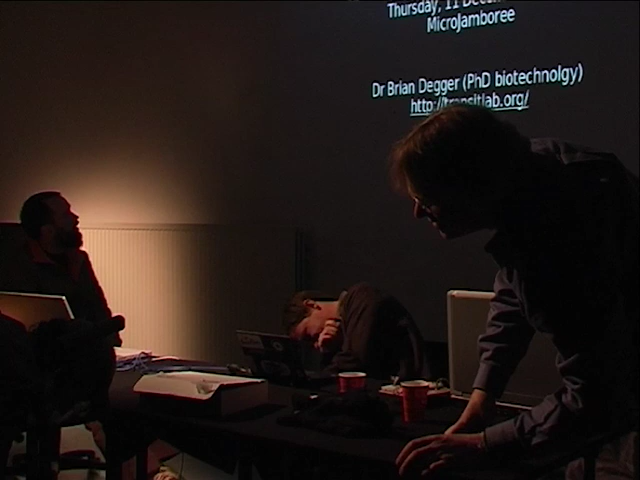 Thursday, 11
MicroJamboree
Dr Brian Degger (PhD biotechnolgy)
http://transitlab.org/